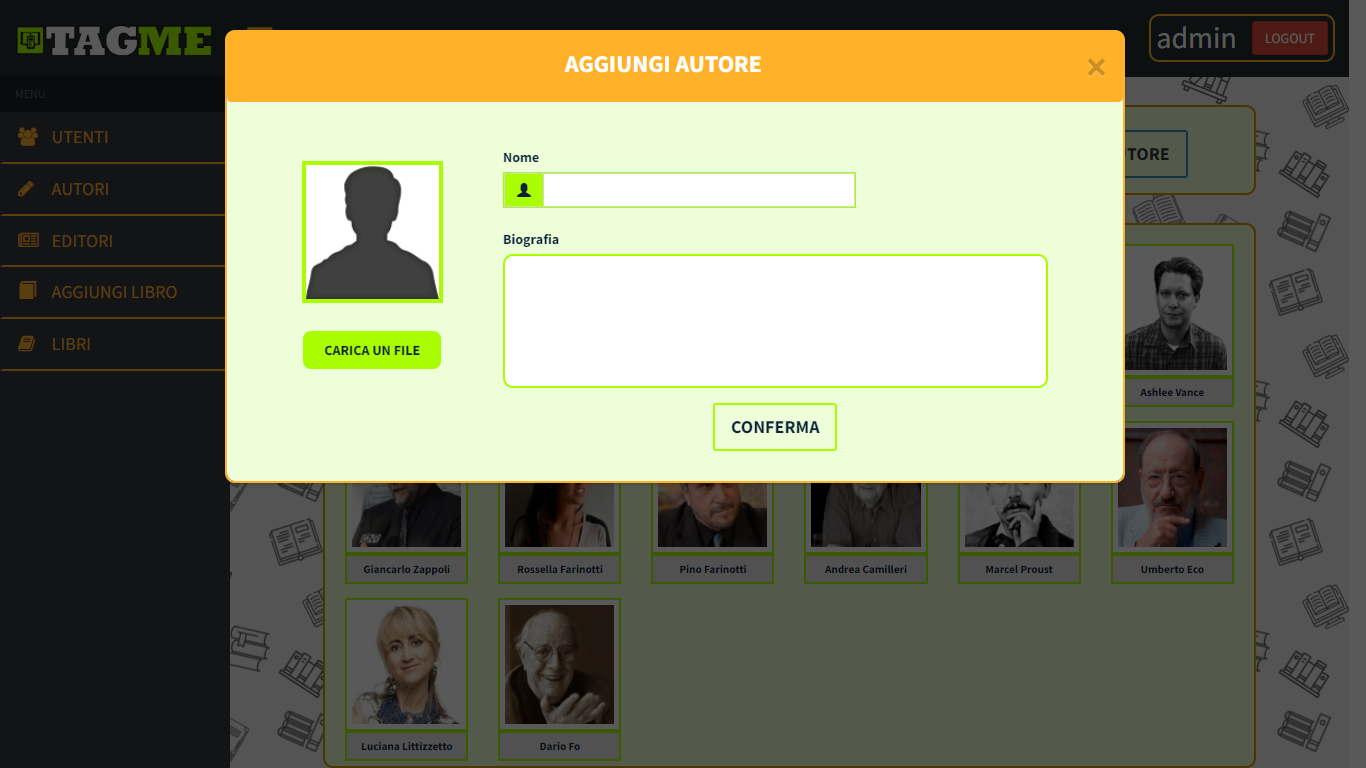 TAGME
admin
LOGOUT
AGGIUNGI AUTORE
×
MENU
UTENTI
AUTORI
EDITORI
AGGIUNGI LIBRO
LIBRI
TORE
Nome
Biografia
CARICA UN FILE
CONFERMA
Ashlee Vance
Giancarlo Zappoli
Rossella Farinotti
Pino Farinotti
Andrea Camilleri
Marcel Proust
Umberto Eco
Luciana Littizzetto
Dario Fo